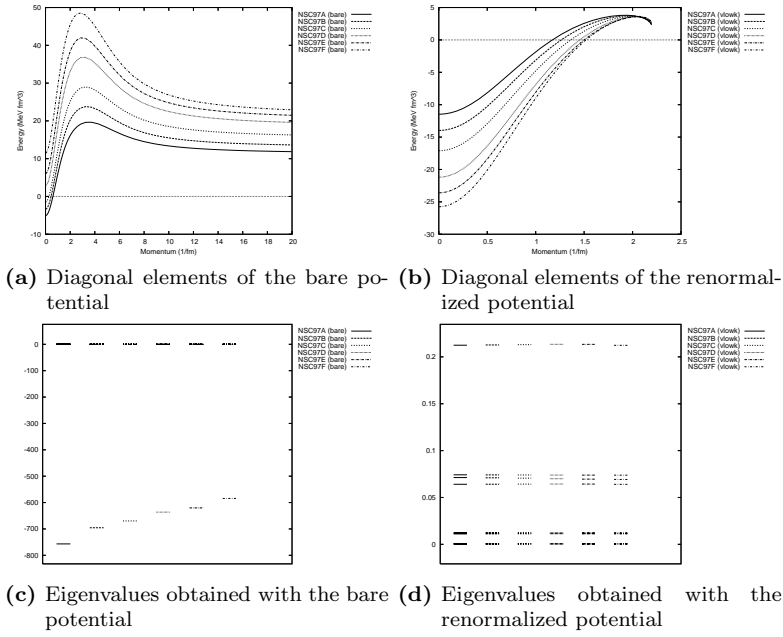 50
40
30
20
10
0
-10
0 2 4 6 8 10 12 14 16 18 20
Energy (MeV fm^3)
Momentum (1/fm)
NSC97A (bare)
NSC97B (bare)
NSC97C (bare)
NSC97D (bare)
NSC97E (bare)
NSC97F (bare)
5
0
-5
-10
-15
-20
-25
-30
0 0.5 1 1.5 2 2.5
Energy (MeV fm^3)
Momentum (1/fm)
NSC97A (vlowk)
NSC97B (vlowk)
NSC97C (vlowk)
NSC97D (vlowk)
NSC97E (vlowk)
NSC97F (vlowk)
(a) Diagonal elements of the bare po-
tential
(b) Diagonal elements of the renormal-
ized potential
0
-100
-200
-300
-400
-500
-600
-700
-800
NSC97A (bare)
NSC97B (bare)
NSC97C (bare)
NSC97D (bare)
NSC97E (bare)
NSC97F (bare)
0.2
0.15
0.1
0.05
0
NSC97A (vlowk)
NSC97B (vlowk)
NSC97C (vlowk)
NSC97D (vlowk)
NSC97E (vlowk)
NSC97F (vlowk)
(c) Eigenvalues obtained with the bare
potential
(d) Eigenvalues obtained with the
renormalized potential